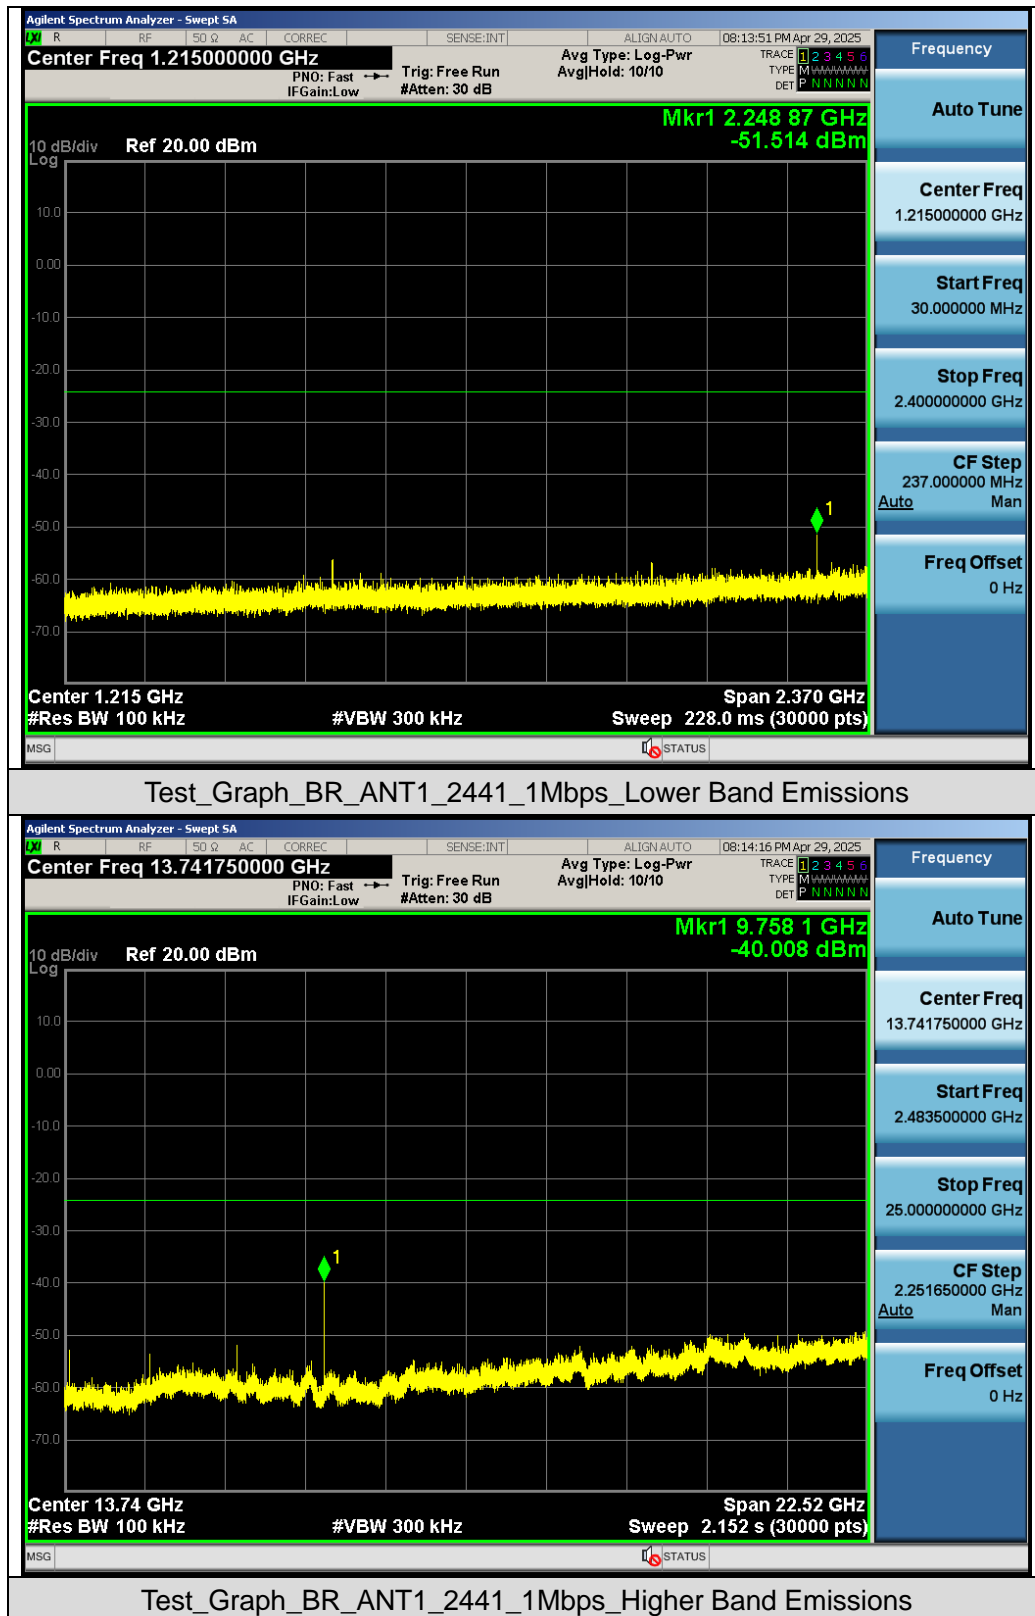 Agilent Spectrum Analyzer - Swept SA
LXI R RF 50 Ω AC CORREC SENSE:INT ALIGN AUTO 08:13:51 PM Apr 29, 2025
Center Freq 1.215000000 GHz Avg Type: Log-Pwr TRACE 1 2 3 4 5 6
PNO: Fast Trig: Free Run Avg|Hold: 10/10 TYPE M WWWWW
IFGain:Low #Atten: 30 dB DET P N N N N N
Mkr1 2.248 87 GHz
-51.514 dBm
10 dB/div Ref 20.00 dBm
Log
10.0
0.00
-10.0
-20.0
-30.0
-40.0
-50.0
-60.0
-70.0
1
Center 1.215 GHz Span 2.370 GHz
#Res BW 100 kHz #VBW 300 kHz Sweep 228.0 ms (30000 pts)
MSG STATUS
Frequency
Auto Tune
Center Freq
1.215000000 GHz
Start Freq
30.000000 MHz
Stop Freq
2.400000000 GHz
CF Step
237.000000 MHz
Auto Man
Freq Offset
0 Hz
Test_Graph_BR_ANT1_2441_1Mbps_Lower Band Emissions
Agilent Spectrum Analyzer - Swept SA
LXI R RF 50 Ω AC CORREC SENSE:INT ALIGN AUTO 08:14:16 PM Apr 29, 2025
Center Freq 13.741750000 GHz Avg Type: Log-Pwr TRACE 1 2 3 4 5 6
PNO: Fast Trig: Free Run Avg|Hold: 10/10 TYPE M WWWWW
IFGain:Low #Atten: 30 dB DET P N N N N N
Mkr1 9.758 1 GHz
-40.008 dBm
10 dB/div Ref 20.00 dBm
Log
10.0
0.00
-10.0
-20.0
-30.0
-40.0
-50.0
-60.0
-70.0
1
Center 13.74 GHz Span 22.52 GHz
#Res BW 100 kHz #VBW 300 kHz Sweep 2.152 s (30000 pts)
MSG STATUS
Frequency
Auto Tune
Center Freq
13.741750000 GHz
Start Freq
2.483500000 GHz
Stop Freq
25.000000000 GHz
CF Step
2.251650000 GHz
Auto Man
Freq Offset
0 Hz
Test_Graph_BR_ANT1_2441_1Mbps_Higher Band Emissions